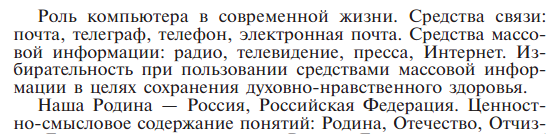 Роль компьютера в современной жизни. Средства связи:
почта, телеграф, телефон, электронная почта. Средства массо-
вой информации: радио, телевидение, пресса, Интернет. Из-
бирательность при пользовании средствами массовой инфор-
мации в целях сохранения духовно-нравственного здоровья.
Наша Родина — Россия, Российская Федерация. Ценност-
но-смысловое содержание понятий: Родина, Отечество, Отчиз-